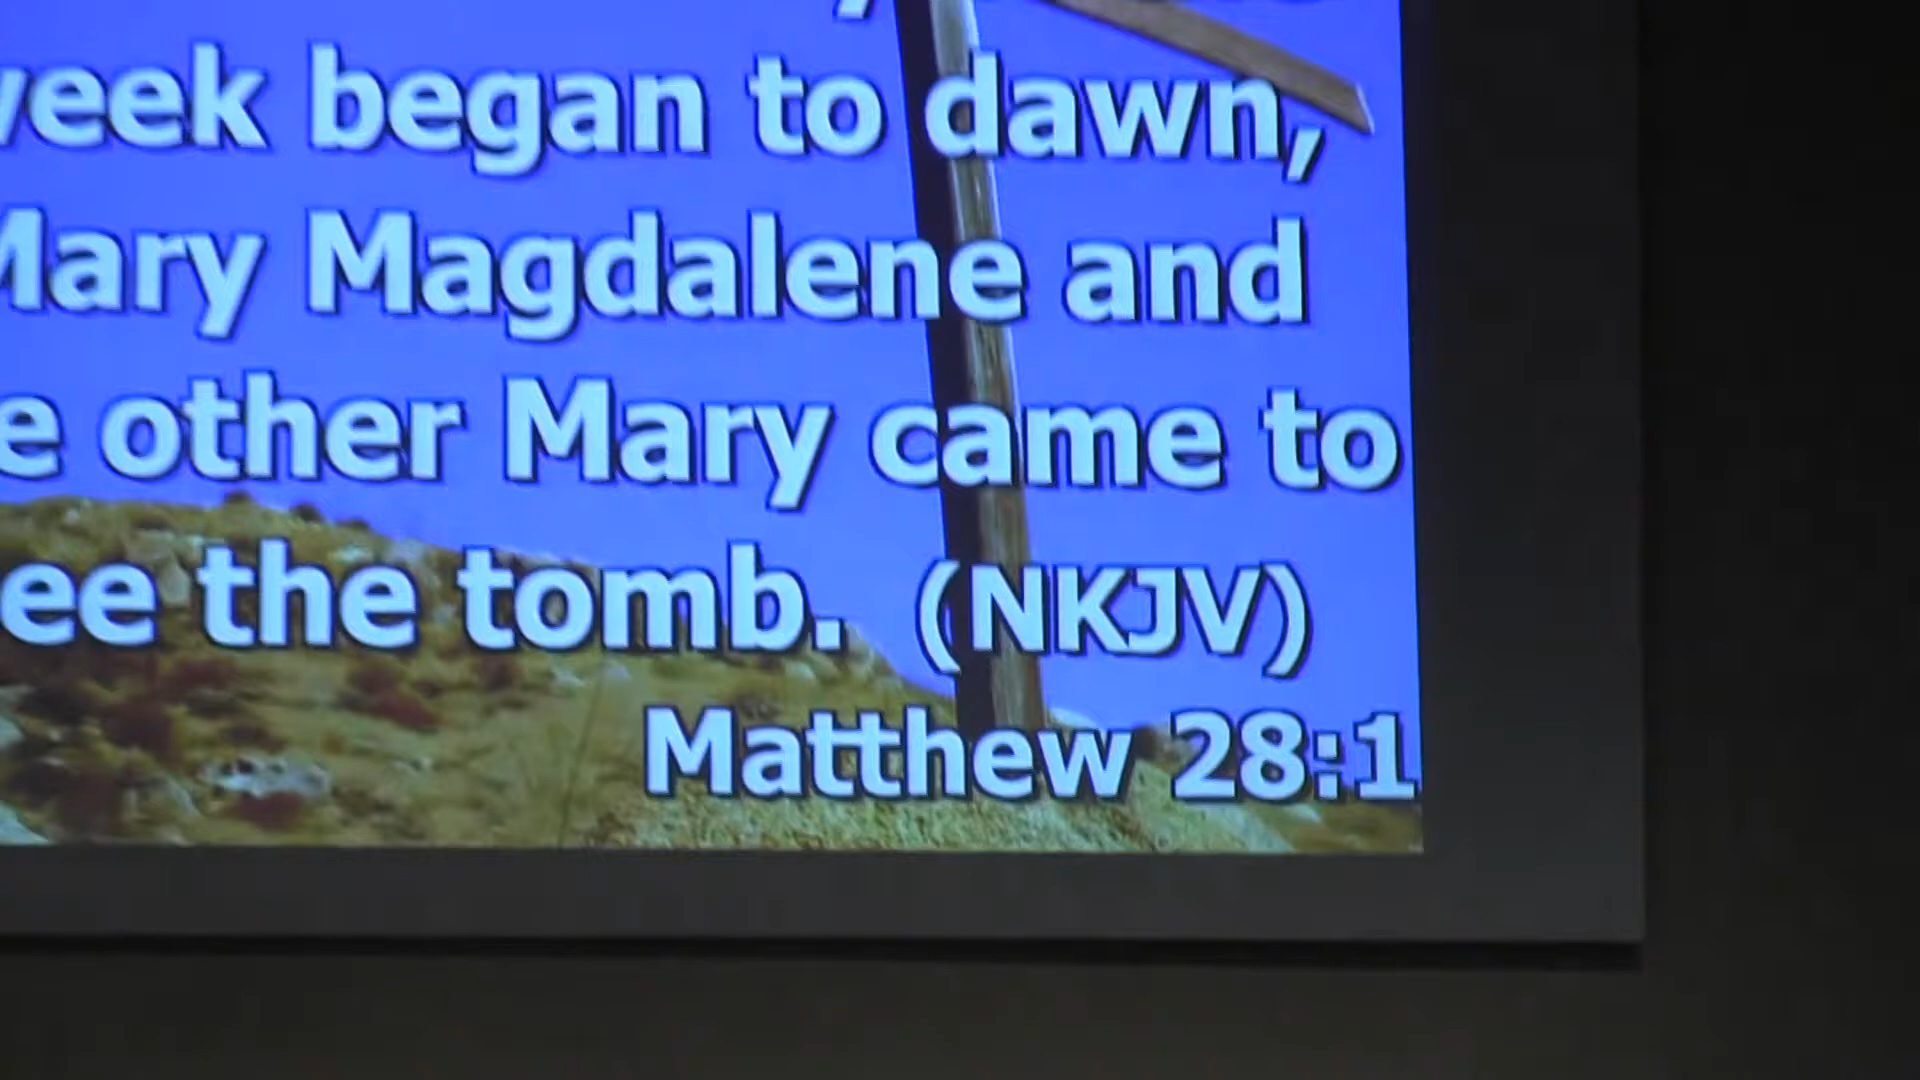 week began to dawn,
Mary Magdalene and
e other Mary came to
ee the tomb. (NKJV)
Matthew 28:1